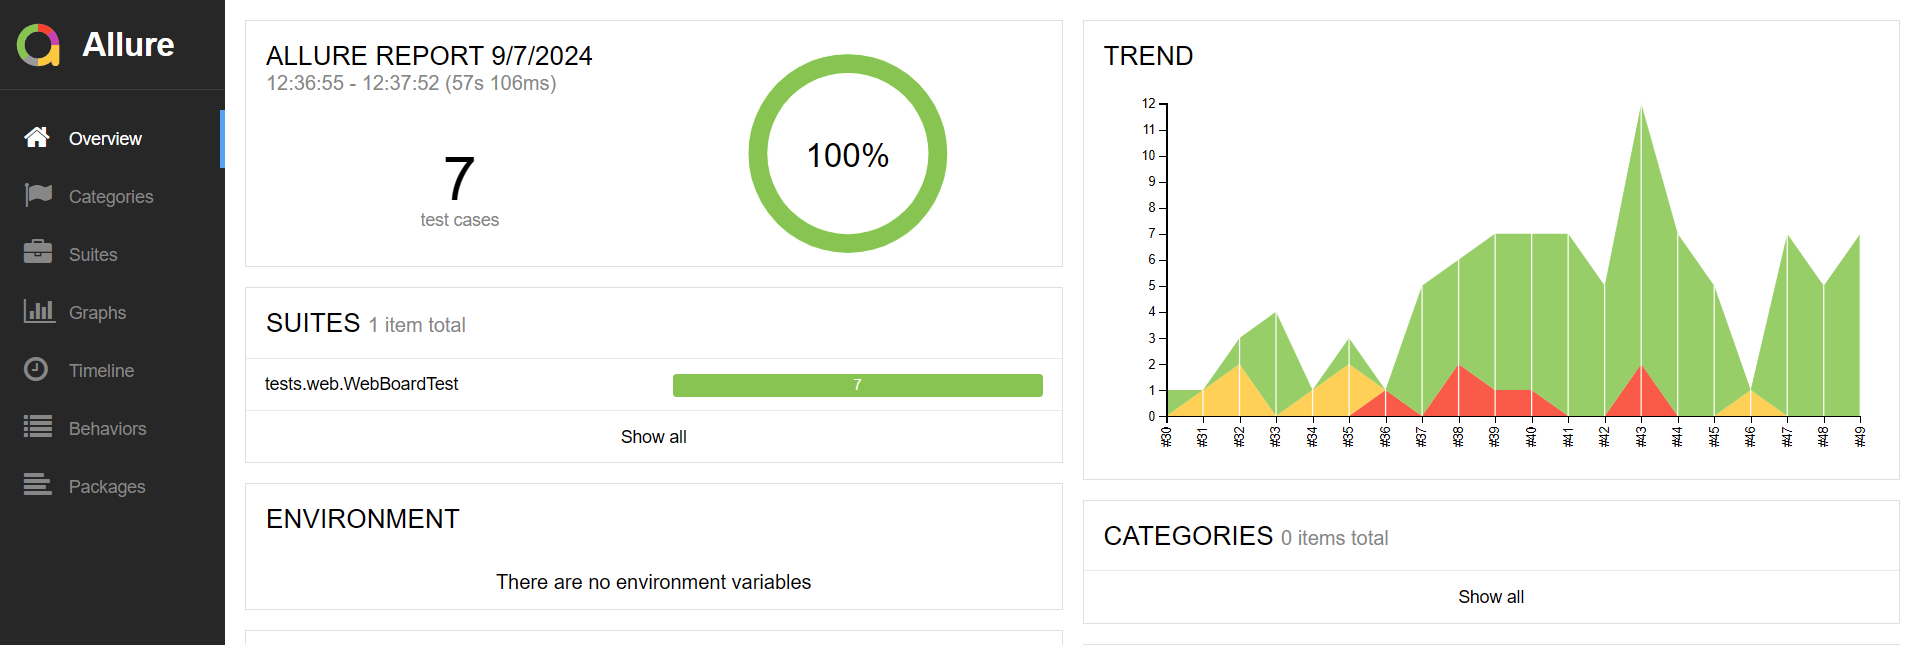 Allure
Overview
Categories
Suites
Graphs
Timeline
Behaviors
Packages
ALLURE REPORT 9/7/2024
12:36:55 - 12:37:52 (57s 106ms)
7
test cases
100%
SUITES 1 item total
tests.web.WebBoardTest 7
Show all
ENVIRONMENT
There are no environment variables
TREND
12
11
10
9
8
7
6
5
4
3
2
1
0
#30 #31 #32 #33 #34 #35 #36 #37 #38 #39 #40 #41 #42 #43 #44 #45 #46 #47 #48 #49
CATEGORIES 0 items total
Show all